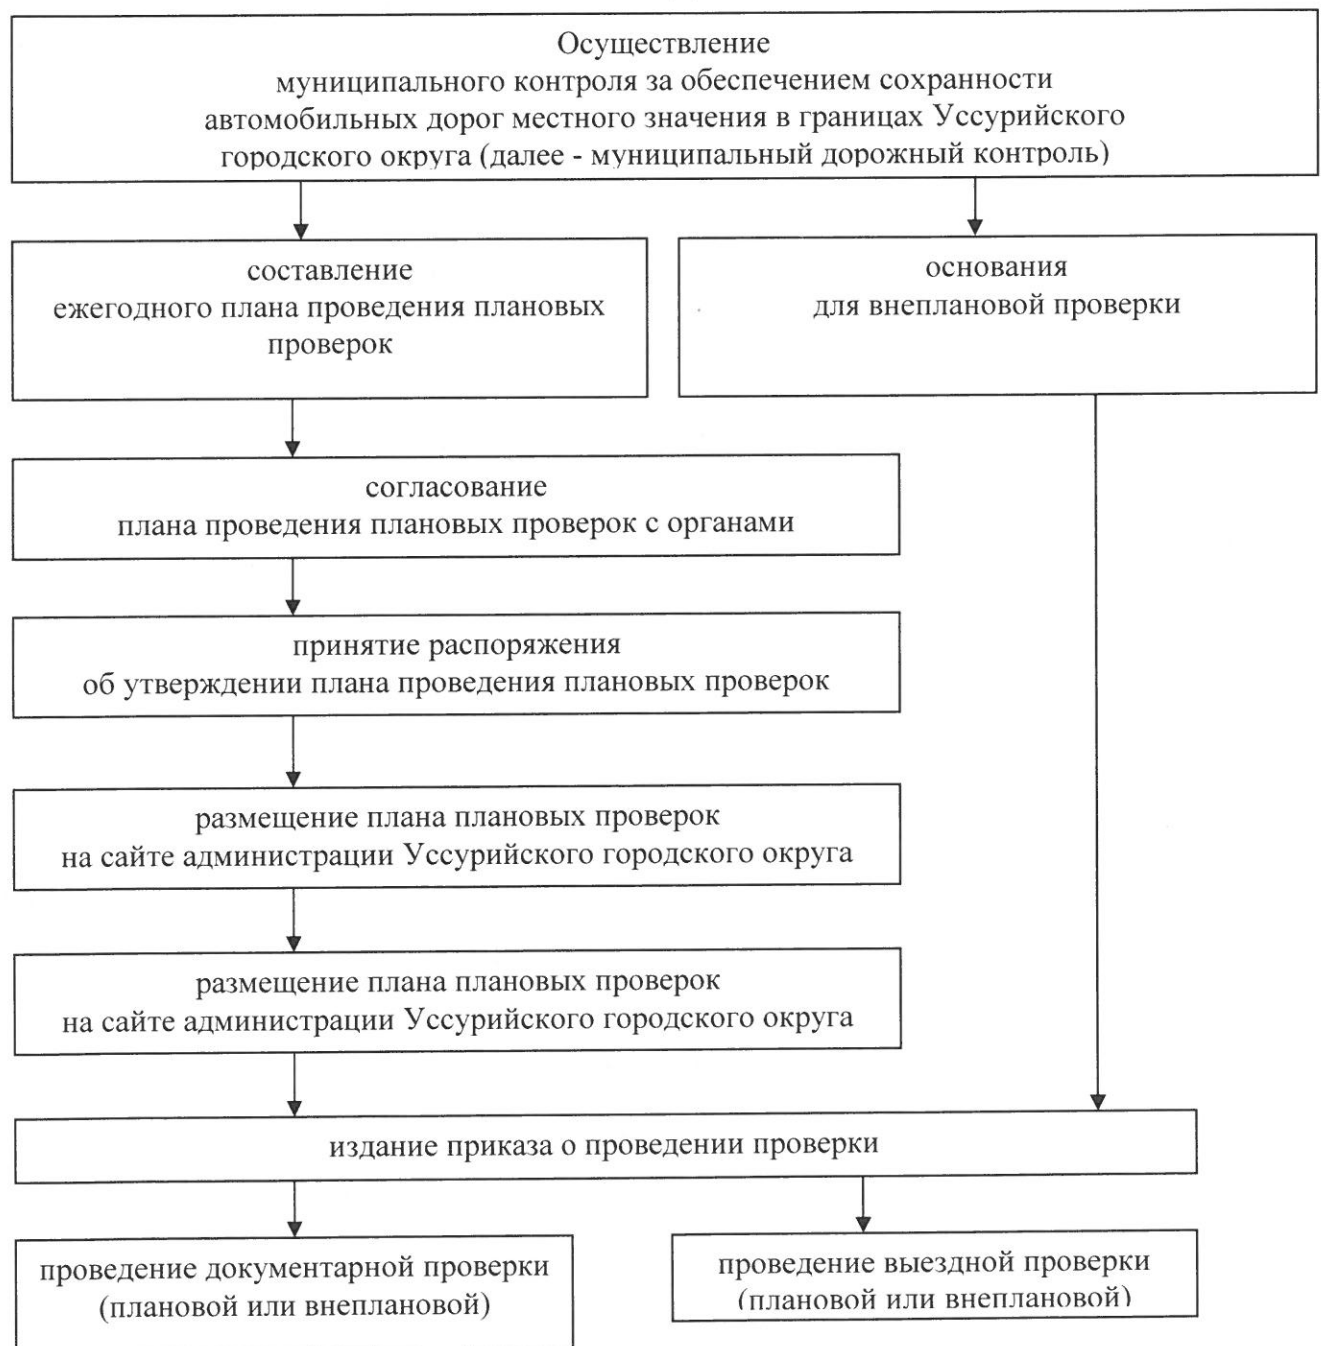 Осуществление
муниципального контроля за обеспечением сохранности
автомобильных дорог местного значения в границах Уссурийского
городского округа (далее - муниципальный дорожный контроль)
составление
ежегодного плана проведения плановых
проверок
основания
для внеплановой проверки
согласование
плана проведения плановых проверок с органами
принятие распоряжения
об утверждении плана проведения плановых проверок
размещение плана плановых проверок
на сайте администрации Уссурийского городского округа
размещение плана плановых проверок
на сайте администрации Уссурийского городского округа
издание приказа о проведении проверки
проведение документарной проверки
(плановой или внеплановой)
проведение выездной проверки
(плановой или внеплановой)